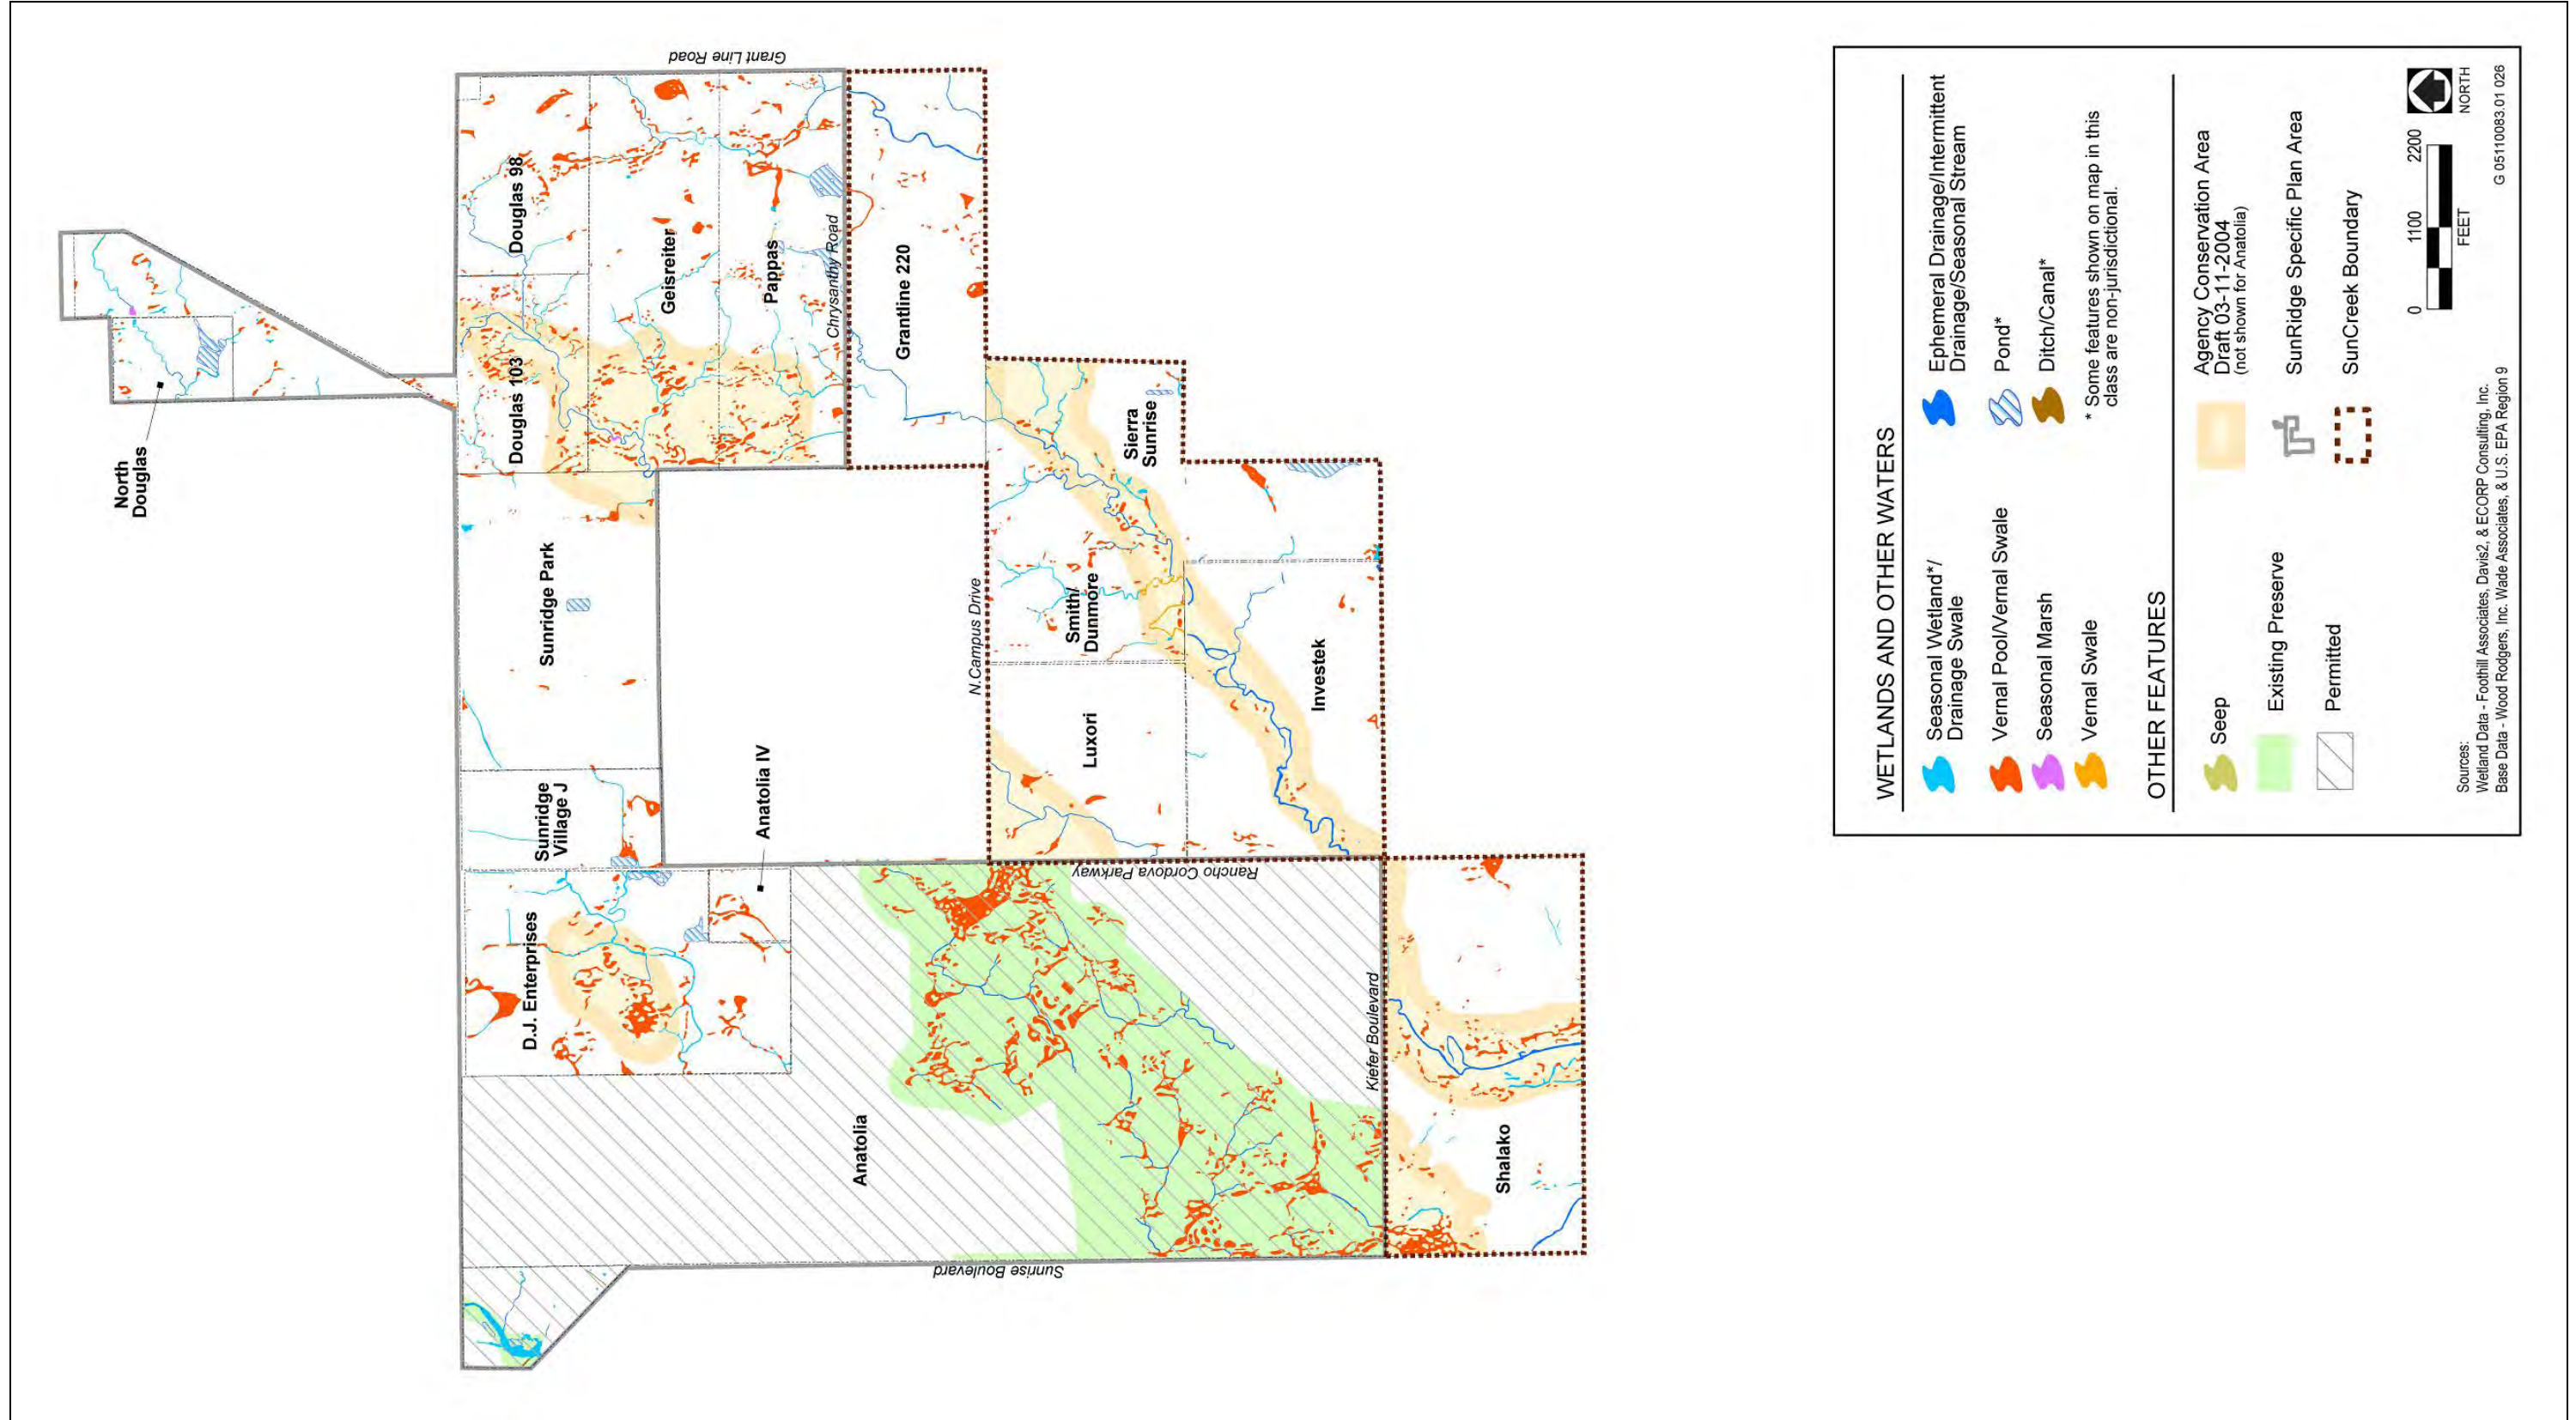 North
Douglas
Grant Line Road
Douglas 98
Geisreiter
Pappas
Chrysanthy Road
Douglas 103
Grantline 220
Sierra
Sunrise
Sunridge Park
N.Campus Drive
Smith/
Dunmore
Investek
Luxori
Sunridge
Village J
Anatolia IV
Rancho Cordova Parkway
D.J. Enterprises
Kiefer Boulevard
Anatolia
Shalako
Sunrise Boulevard
WETLANDS AND OTHER WATERS
Seasonal Wetland*/
Drainage Swale
Vernal Pool/Vernal Swale
Seasonal Marsh
Vernal Swale
Ephemeral Drainage/Intermittent
Drainage/Seasonal Stream
Pond*
Ditch/Canal*
* Some features shown on map in this
class are non-jurisdictional.
OTHER FEATURES
Seep
Existing Preserve
Permitted
Agency Conservation Area
Draft 03-11-2004
(not shown for Anatolia)
SunRidge Specific Plan Area
SunCreek Boundary
0 1100 2200
FEET
NORTH
Sources:
Wetland Data - Foothill Associates, Davis2, & ECORP Consulting, Inc.
Base Data - Wood Rodgers, Inc. Wade Associates, & U.S. EPA Region 9
G 05110083.01 026